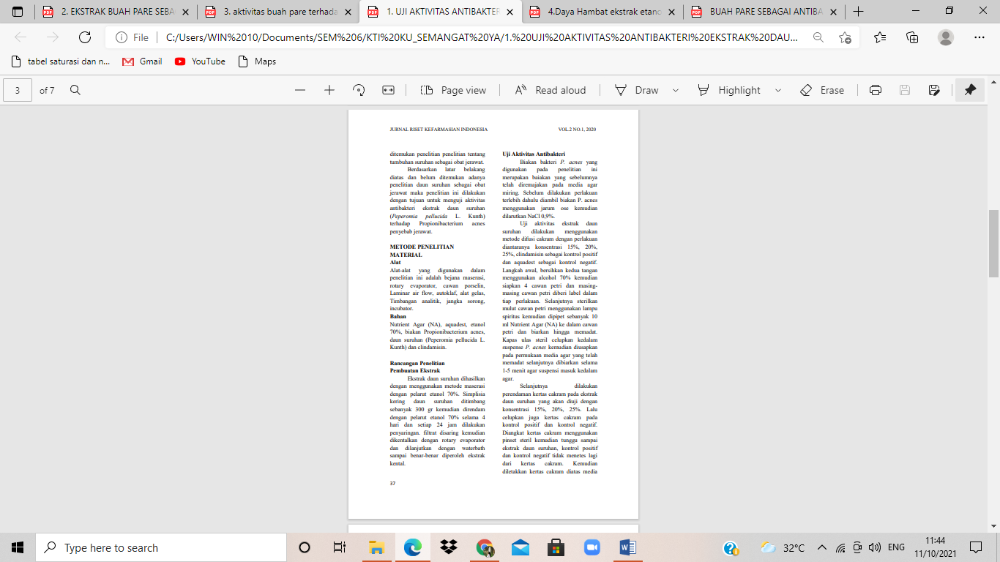 2. EKSTRAK BUAH PARE SEBA
3. aktivitas buah pare terhada
1. UJI AKTIVITAS ANTIBAKTER
4.Daya Hambat ekstrak etano
BUAH PARE SEBAGAI ANTIBA
File
C:/Users/WIN%2010/Documents/SEM%206/KTI%20KU_SEMANGAT%20YA/1.%20UJI%20AKTIVITAS%20ANTIBAKTERI%20EKSTRAK%20DAU...
tabel saturasi dan n...
Gmail
YouTube
Maps
3 of 7
Page view
Read aloud
Draw
Highlight
Erase
JURNAL RISET KEFARMASIAN INDONESIA
VOL.2 NO.1, 2020
ditemukan penelitian penelitian tentang
tumbuhan suruhan sebagai obat jerawat.
Berdasarkan latar belakang
diatas dan belum ditemukan adanya
penelitian daun suruhan sebagai obat
jerawat maka penelitian ini dilakukan
dengan tujuan untuk menguji aktivitas
antibakteri ekstrak daun suruhan
(Peperomia pellucida L. Kunth)
terhadap Propionibacterium acnes
penyebab jerawat.
METODE PENELITIAN
MATERIAL
Alat
Alat-alat yang digunakan dalam
penelitian ini adalah bejana maserasi,
rotary evaporator, cawan porselin,
Laminar air flow, autoklaf, alat gelas,
Timbangan analitik, jangka sorong,
incubator.
Bahan
Nutrient Agar (NA), aquadest, etanol
70%, biakan Propionibacterium acnes,
daun suruhan (Peperomia pellucida L.
Kunth) dan clindamisin.
Rancangan Penelitian
Pembuatan Ekstrak
Ekstrak daun suruhan dihasilkan
dengan menggunakan metode maserasi
dengan pelarut etanol 70%. Simplisia
kering daun suruhan ditimbang
sebanyak 300 gr kemudian direndam
dengan pelarut etanol 70% selama 4
hari dan setiap 24 jam dilakukan
penyaringan. filtrat disaring kemudian
dikentalkan dengan rotary evaporator
dan dilanjutkan dengan waterbath
sampai benar-benar diperoleh ekstrak
kental.
37
Uji Aktivitas Antibakteri
Biakan bakteri P. acnes yang
digunakan pada penelitian ini
merupakan baiakan yang sebelumnya
telah diremajakan pada media agar
miring. Sebelum dilakukan perlakuan
terlebih dahulu diambil biakan P. acnes
menggunakan jarum ose kemudian
dilarutkan NaCl 0,9%.
Uji aktivitas ekstrak daun
suruhan dilakukan menggunakan
metode difusi cakram dengan perlakuan
diantaranya konsentrasi 15%, 20%,
25%, clindamisin sebagai kontrol positif
dan aquadest sebagai kontrol negatif.
Langkah awal, bersihkan kedua tangan
menggunakan alcohol 70% kemudian
siapkan 4 cawan petri dan masing-
masing cawan petri diberi label dalam
tiap perlakuan. Selanjutnya sterilkan
mulut cawan petri menggunakan lampu
spiritus kemudian dipipet sebanyak 10
ml Nutrient Agar (NA) ke dalam cawan
petri dan biarkan hingga memadat.
Kapas ulas steril celupkan kedalam
suspense P. acnes kemudian diusapkan
pada permukaan media agar yang telah
memadat selanjutnya dibiarkan selama
1-5 menit agar suspensi masuk kedalam
agar.
Selanjutnya dilakukan
perendaman kertas cakram pada ekstrak
daun suruhan yang akan diuji dengan
konsentrasi 15%, 20%, 25%. Lalu
celupkan juga kertas cakram pada
kontrol positif dan kontrol negatif.
Diangkat kertas cakram menggunakan
pinset steril kemudian tunggu sampai
ekstrak daun suruhan, kontrol positif
dan kontrol negatif tidak menetes lagi
dari kertas cakram. Kemudian
diletakkan kertas cakram diatas media
Type here to search
32°C
ENG
11:44
11/10/2021